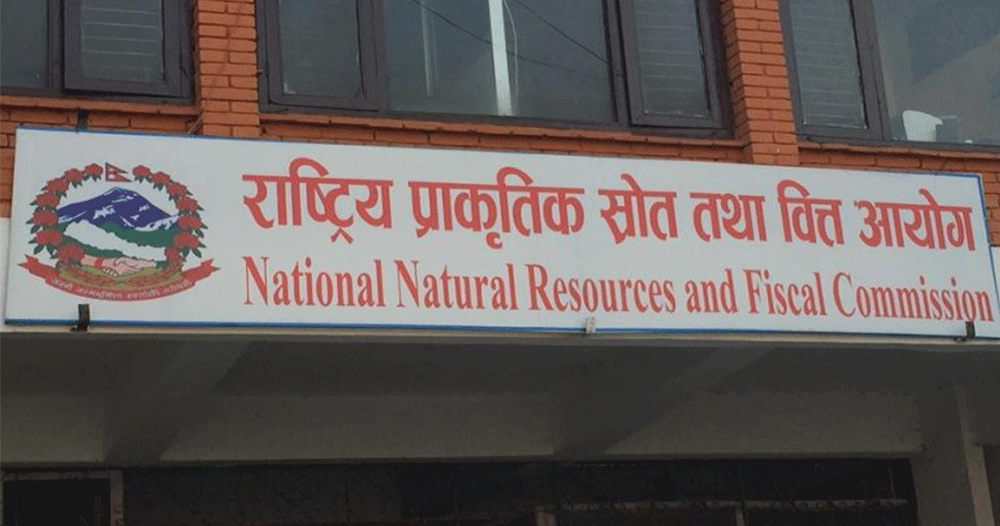 राष्ट्रिय प्राकृतिक स्रोत तथा वित्त आयोग
National Natural Resources and Fiscal Commission